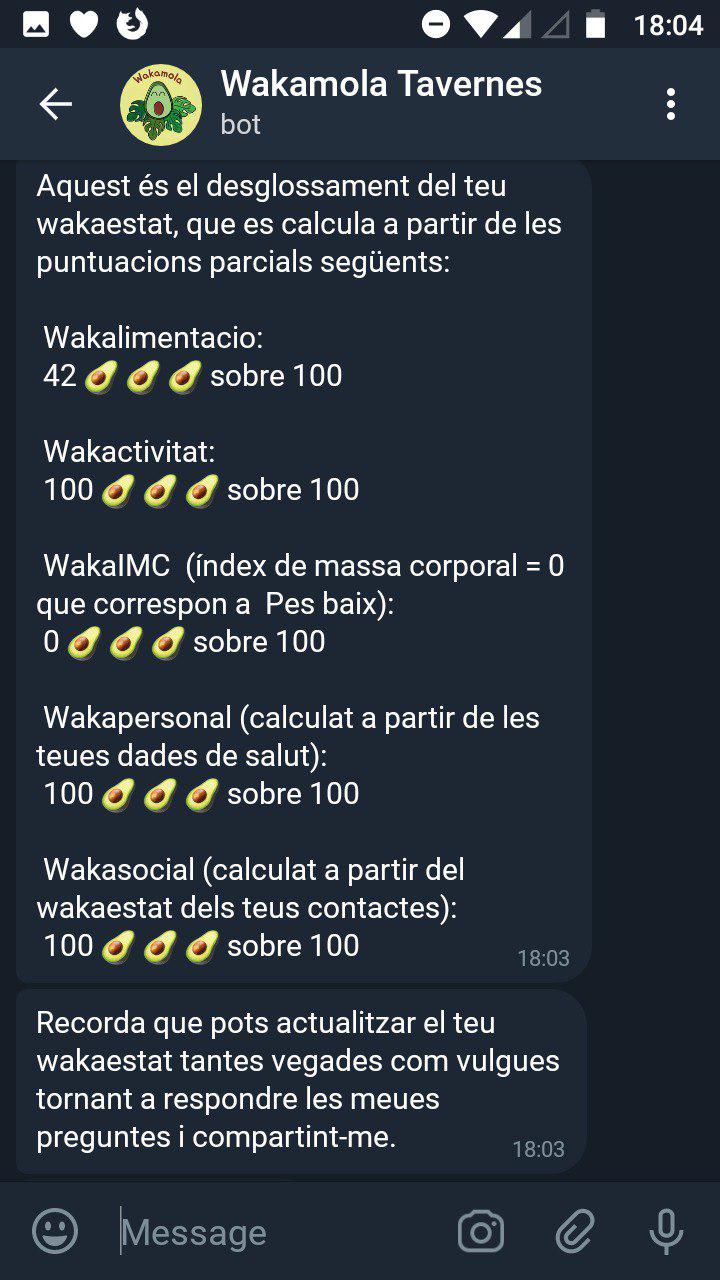 18:04
Wakamola
Wakamola Tavernes
bot
Aquest és el desglossament del teu
wakaestat, que es calcula a partir de les
puntuacions parcials següents:
Wakalimentacio:
42 🥑 🥑 🥑 sobre 100
Wakactivitat:
100 🥑 🥑 🥑 sobre 100
WakaIMC (índex de massa corporal = 0
que correspon a Pes baix):
0 🥑 🥑 🥑 sobre 100
Wakapersonal (calculat a partir de les
teues dades de salut):
100 🥑 🥑 🥑 sobre 100
Wakasocial (calculat a partir del
wakaestat dels teus contactes):
100 🥑 🥑 🥑 sobre 100
18:03
Recorda que pots actualitzar el teu
wakaestat tantes vegades com vulgues
tornant a respondre les meues
preguntes i compartint-me.
18:03
Message